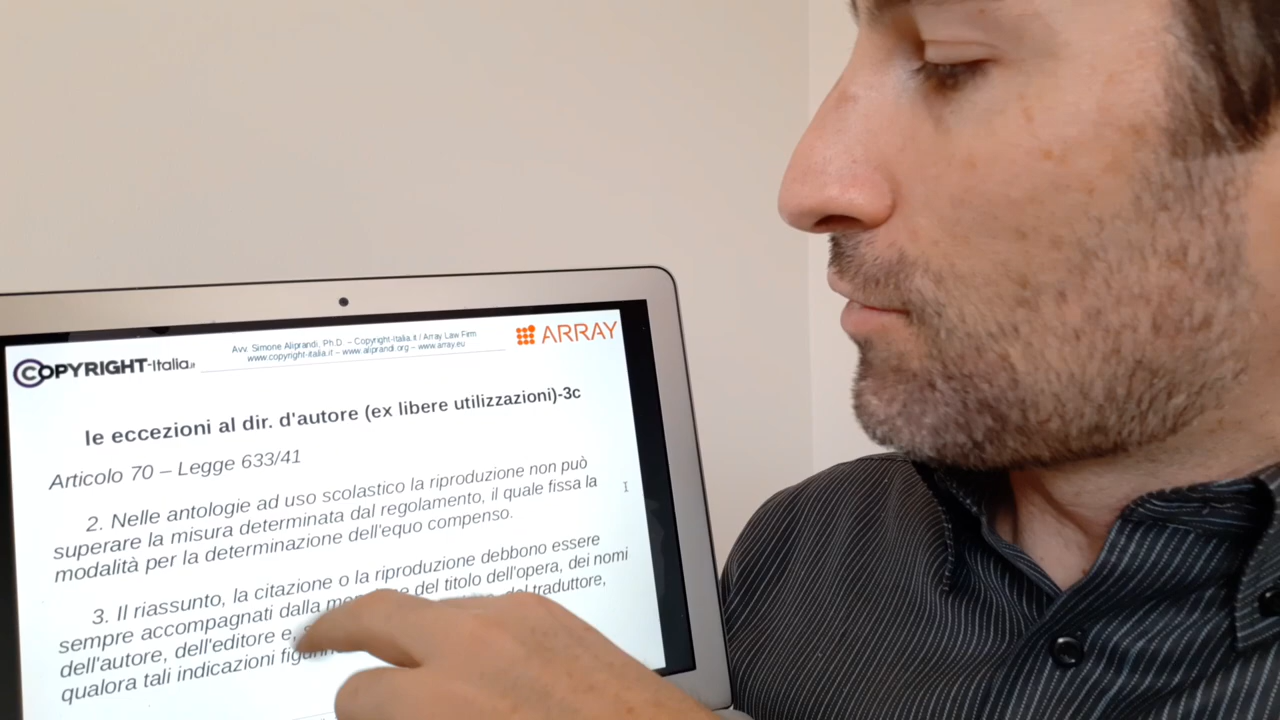 COPYRIGHT-Italia.it
Avv. Simone Aliprandi, Ph.D. – Copyright-Italia.it / Array Law Firm
www.copyright-italia.it – www.aliprandi.org – www.array.eu
ARRAY
le eccezioni al dir. d'autore (ex libere utilizzazioni)-3c
Articolo 70 – Legge 633/41
2. Nelle antologie ad uso scolastico la riproduzione non può
superare la misura determinata dal regolamento, il quale fissa la
modalità per la determinazione dell'equo compenso.
3. Il riassunto, la citazione o la riproduzione debbono essere
sempre accompagnati dalla del titolo dell'opera, dei nomi
dell'autore, dell'editore e, traduttore,
qualora tali indicazioni